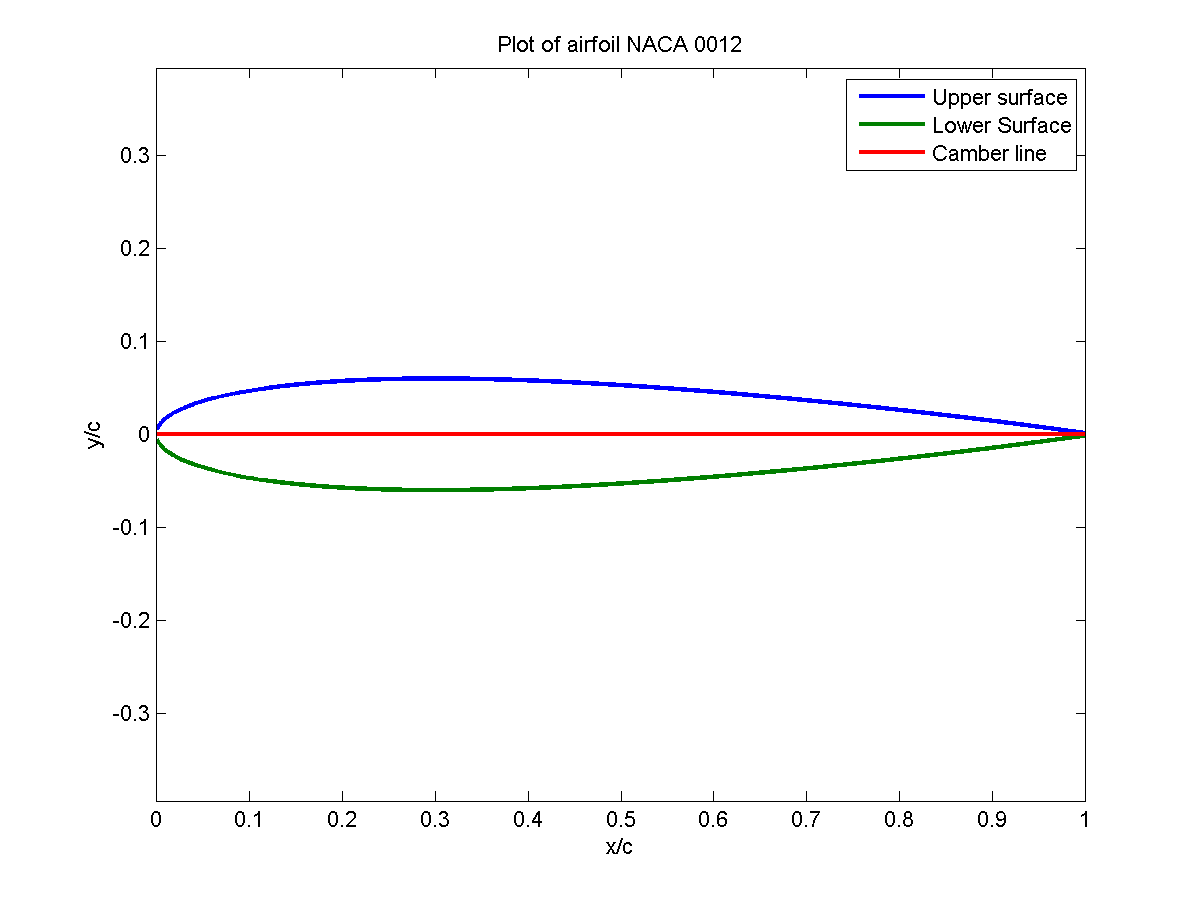 Plot of airfoil NACA 0012
Upper surface
Lower Surface
Camber line
0.3
0.2
0.1
0
-0.1
-0.2
-0.3
y/c
0 0.1 0.2 0.3 0.4 0.5 0.6 0.7 0.8 0.9 1
x/c